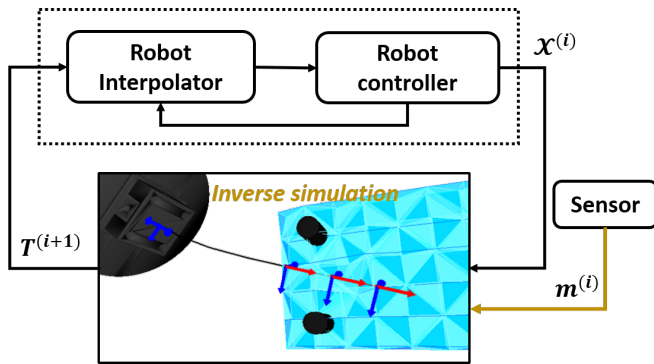 Robot
Interpolator
Robot
controller
𝒳⁽ⁱ⁾
Inverse simulation
Sensor
T⁽ⁱ⁺¹⁾
m⁽ⁱ⁾